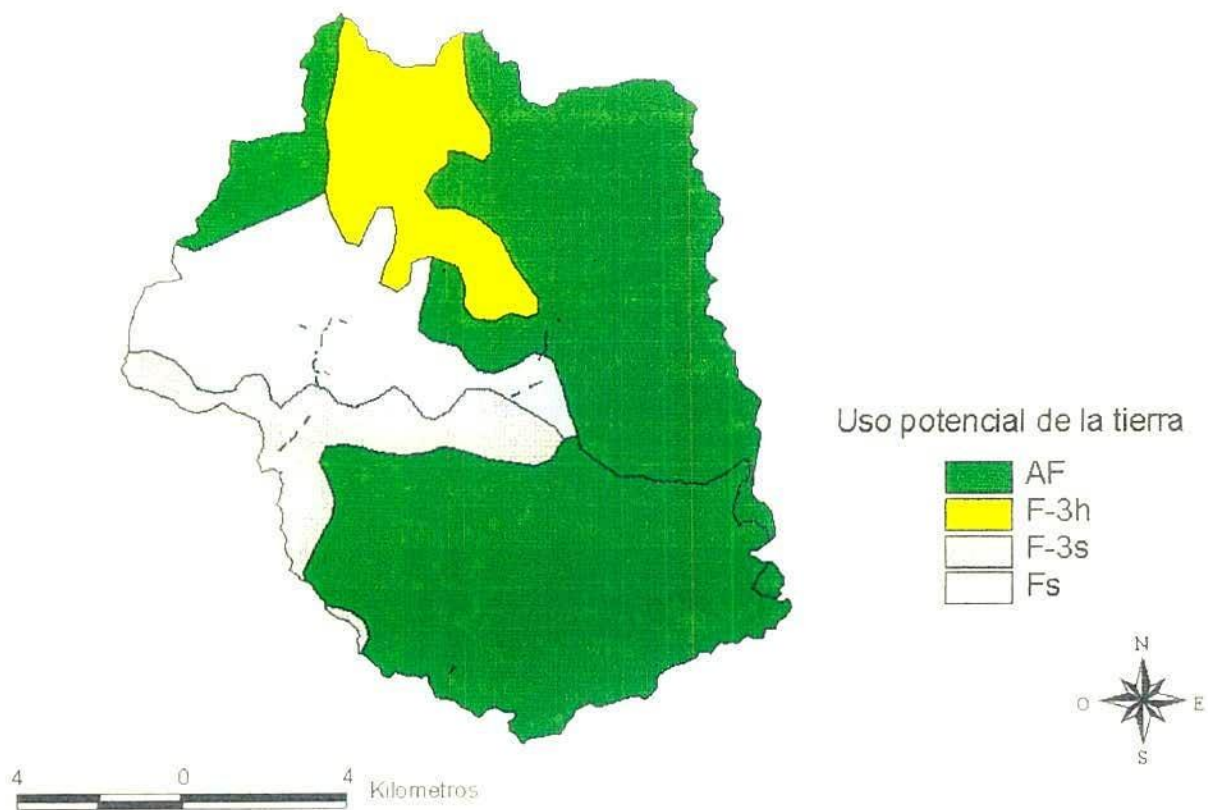 Uso potencial de la tierra
AF
F-3h
F-3s
Fs
N
O E
S
4 0 4 Kilometros